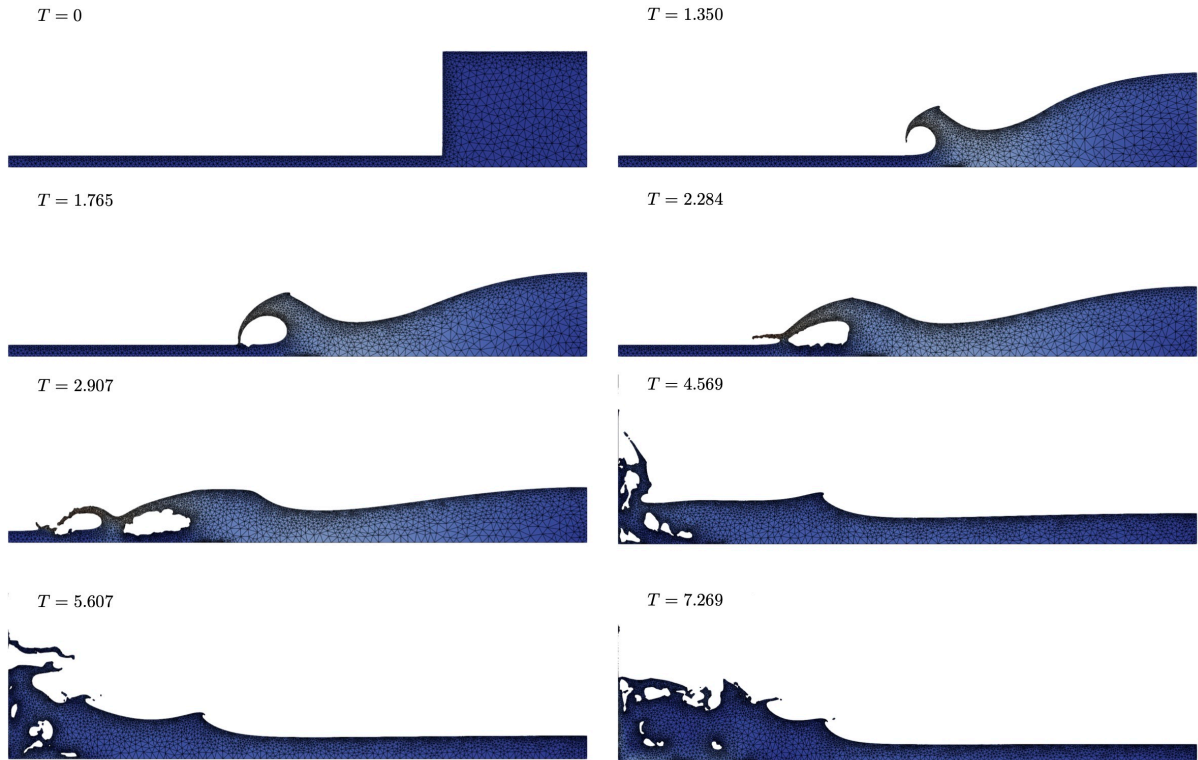 T = 0
T = 1.350
T = 1.765
T = 2.284
T = 2.907
T = 4.569
T = 5.607
T = 7.269